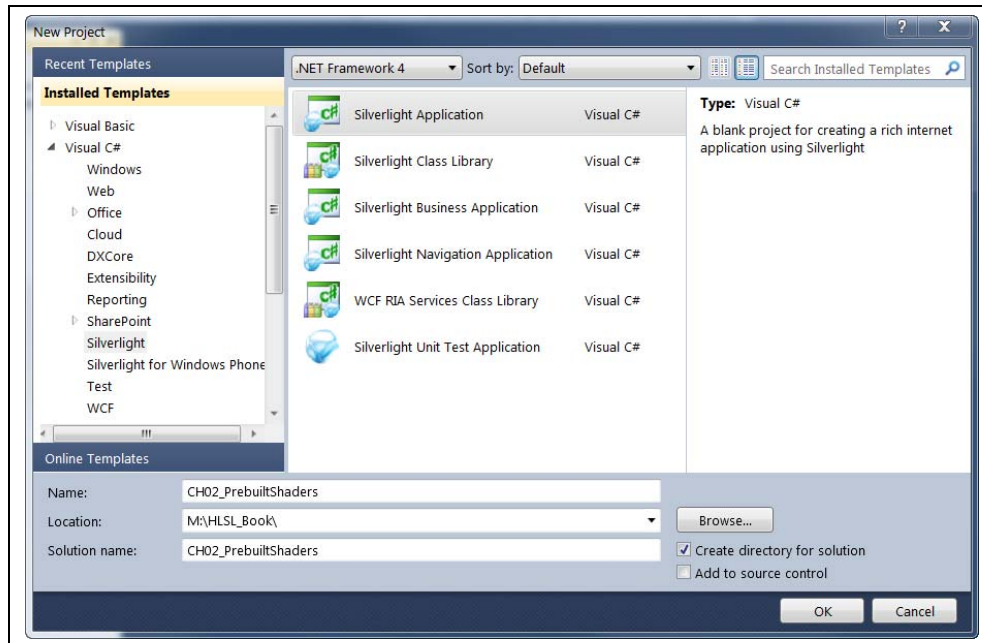 New Project
Recent Templates
Installed Templates
Visual Basic
Visual C#
Windows
Web
Office
Cloud
DXCore
Extensibility
Reporting
SharePoint
Silverlight
Silverlight for Windows Phone
Test
WCF
Online Templates
.NET Framework 4 Sort by: Default
Search Installed Templates
Silverlight Application Visual C#
Silverlight Class Library Visual C#
Silverlight Business Application Visual C#
Silverlight Navigation Application Visual C#
WCF RIA Services Class Library Visual C#
Silverlight Unit Test Application Visual C#
Type: Visual C#
A blank project for creating a rich internet
application using Silverlight
Name: CH02_PrebuiltShaders
Location: M:\HLSL_Book\
Browse...
Solution name: CH02_PrebuiltShaders
Create directory for solution
Add to source control
OK Cancel